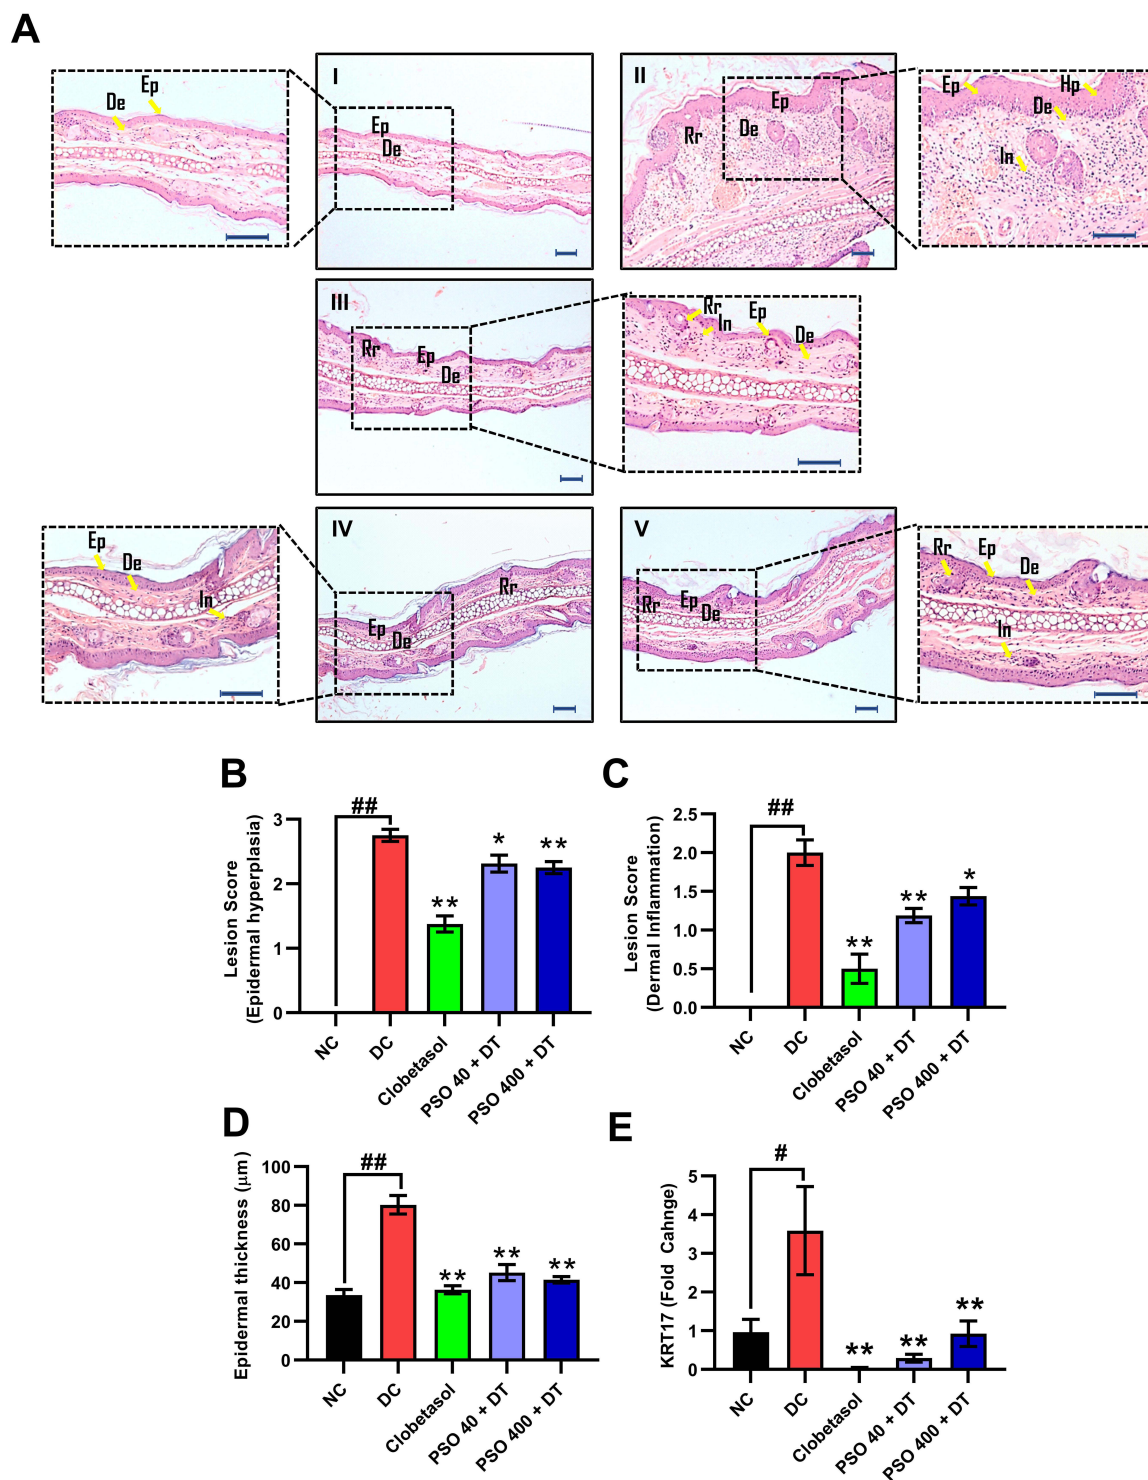 A
I
Ep
De
Ep
De
II
Ep
De
Rr
Ep
Hp
De
In
III
Rr
Ep
De
Rr
In
Ep
De
IV
Rr
Ep
De
Ep
De
In
V
Rr
Ep
De
Rr
Ep
De
In
B
Lesion Score
(Epidermal hyperplasia)
3
2
1
0
##
**
*
**
NC
DC
Clobetasol
PSO 40 + DT
PSO 400 + DT
C
Lesion Score
(Dermal Inflammation)
2.5
2.0
1.5
1.0
0.5
0.0
##
**
**
*
NC
DC
Clobetasol
PSO 40 + DT
PSO 400 + DT
D
Epidermal thickness (μm)
100
80
60
40
20
0
##
**
**
**
NC
DC
Clobetasol
PSO 40 + DT
PSO 400 + DT
E
KRT17 (Fold Cahnge)
5
4
3
2
1
0
#
**
**
**
NC
DC
Clobetasol
PSO 40 + DT
PSO 400 + DT